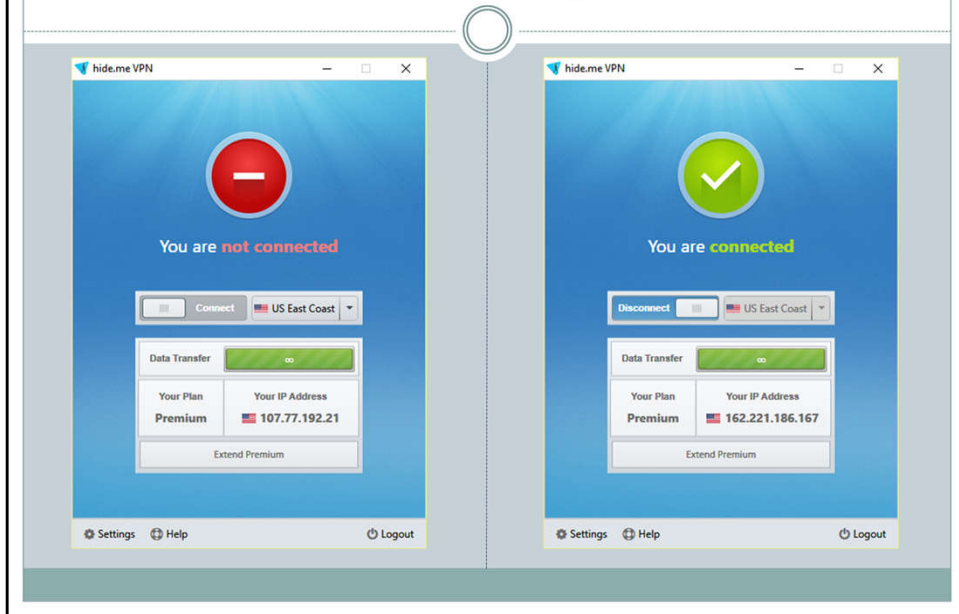 hide.me VPN
You are not connected
Connect US East Coast
Data Transfer ∞
Your Plan Your IP Address
Premium 107.77.192.21
Extend Premium
Settings Help Logout
hide.me VPN
You are connected
Disconnect US East Coast
Data Transfer ∞
Your Plan Your IP Address
Premium 162.221.186.167
Extend Premium
Settings Help Logout